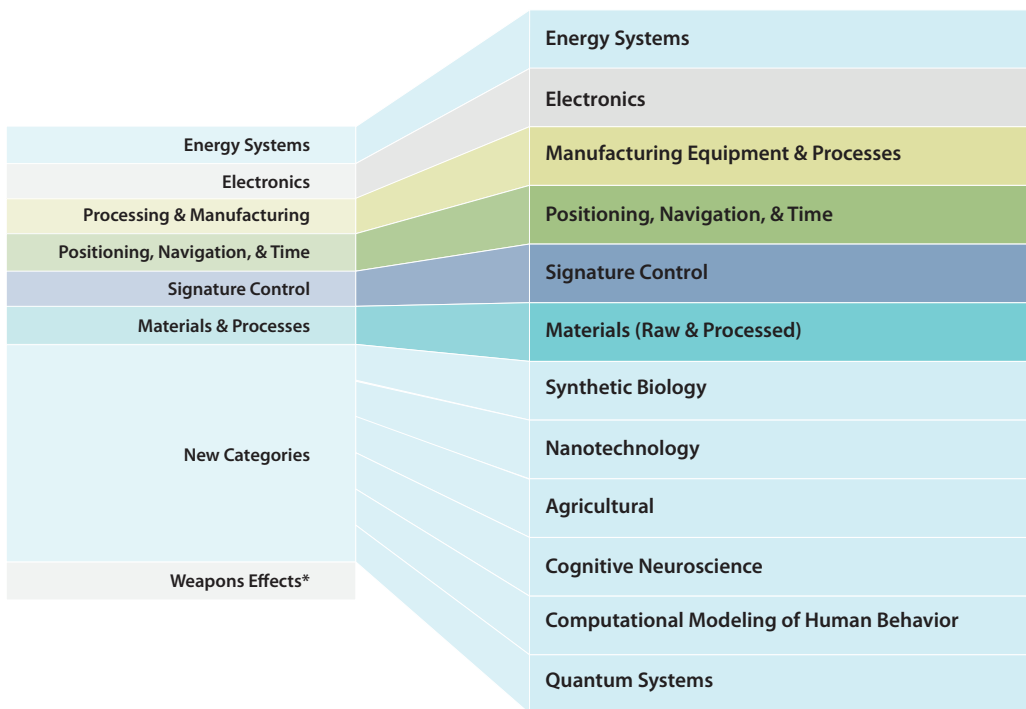 Energy Systems
Electronics
Processing & Manufacturing
Positioning, Navigation, & Time
Signature Control
Materials & Processes
New Categories
Weapons Effects*
Energy Systems
Electronics
Manufacturing Equipment & Processes
Positioning, Navigation, & Time
Signature Control
Materials (Raw & Processed)
Synthetic Biology
Nanotechnology
Agricultural
Cognitive Neuroscience
Computational Modeling of Human Behavior
Quantum Systems